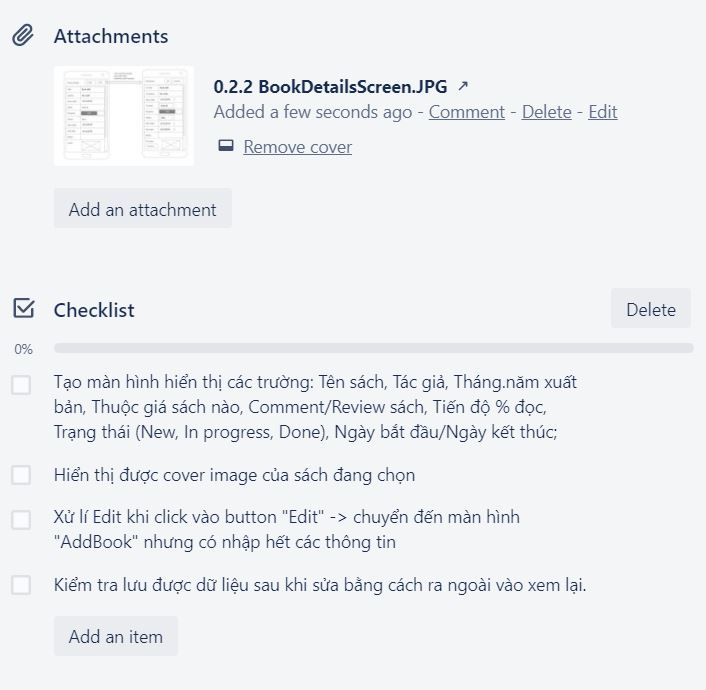 Attachments
0.2.2 BookDetailsScreen.JPG ↗
Added a few seconds ago - Comment - Delete - Edit
Remove cover
Add an attachment
Checklist
Delete
0%
Tạo màn hình hiển thị các trường: Tên sách, Tác giả, Tháng.năm xuất
bản, Thuộc giá sách nào, Comment/Review sách, Tiến độ % đọc,
Trạng thái (New, In progress, Done), Ngày bắt đầu/Ngày kết thúc;
Hiển thị được cover image của sách đang chọn
Xử lí Edit khi click vào button "Edit" -> chuyển đến màn hình
"AddBook" nhưng có nhập hết các thông tin
Kiểm tra lưu được dữ liệu sau khi sửa bằng cách ra ngoài vào xem lại.
Add an item